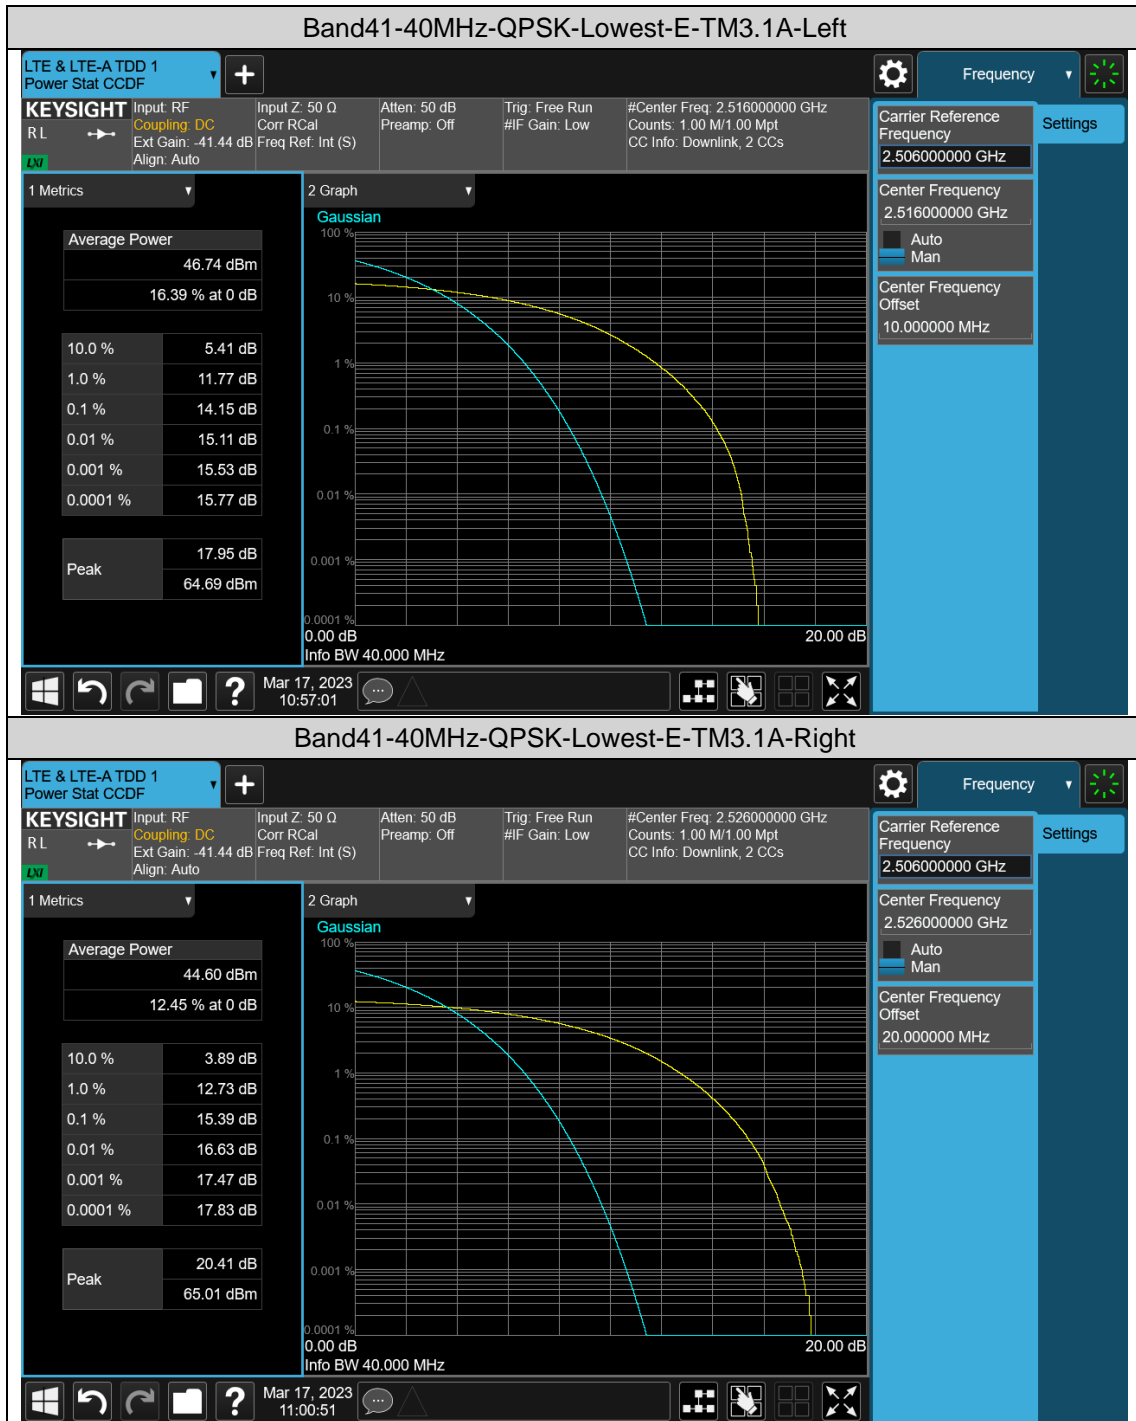 Band41-40MHz-QPSK-Lowest-E-TM3.1A-Left
LTE & LTE-A TDD 1
Power Stat CCDF
Frequency
KEYSIGHT
R L
LXI
Input: RF
Coupling: DC
Ext Gain: -41.44 dB
Align: Auto
Input Z: 50 Ω
Corr RCal
Freq Ref: Int (S)
Atten: 50 dB
Preamp: Off
Trig: Free Run
#IF Gain: Low
#Center Freq: 2.516000000 GHz
Counts: 1.00 M/1.00 Mpt
CC Info: Downlink, 2 CCs
Carrier Reference
Frequency
2.506000000 GHz
Settings
Center Frequency
2.516000000 GHz
Auto
Man
Center Frequency
Offset
10.000000 MHz
1 Metrics
Average Power
46.74 dBm
16.39 % at 0 dB
10.0 % 5.41 dB
1.0 % 11.77 dB
0.1 % 14.15 dB
0.01 % 15.11 dB
0.001 % 15.53 dB
0.0001 % 15.77 dB
Peak
17.95 dB
64.69 dBm
2 Graph
Gaussian
100 %
10 %
1 %
0.1 %
0.01 %
0.001 %
0.0001 %
0.00 dB 20.00 dB
Info BW 40.000 MHz
?
Mar 17, 2023
10:57:01
Band41-40MHz-QPSK-Lowest-E-TM3.1A-Right
LTE & LTE-A TDD 1
Power Stat CCDF
Frequency
KEYSIGHT
R L
LXI
Input: RF
Coupling: DC
Ext Gain: -41.44 dB
Align: Auto
Input Z: 50 Ω
Corr RCal
Freq Ref: Int (S)
Atten: 50 dB
Preamp: Off
Trig: Free Run
#IF Gain: Low
#Center Freq: 2.526000000 GHz
Counts: 1.00 M/1.00 Mpt
CC Info: Downlink, 2 CCs
Carrier Reference
Frequency
2.506000000 GHz
Settings
Center Frequency
2.526000000 GHz
Auto
Man
Center Frequency
Offset
20.000000 MHz
1 Metrics
Average Power
44.60 dBm
12.45 % at 0 dB
10.0 % 3.89 dB
1.0 % 12.73 dB
0.1 % 15.39 dB
0.01 % 16.63 dB
0.001 % 17.47 dB
0.0001 % 17.83 dB
Peak
20.41 dB
65.01 dBm
2 Graph
Gaussian
100 %
10 %
1 %
0.1 %
0.01 %
0.001 %
0.0001 %
0.00 dB 20.00 dB
Info BW 40.000 MHz
?
Mar 17, 2023
11:00:51